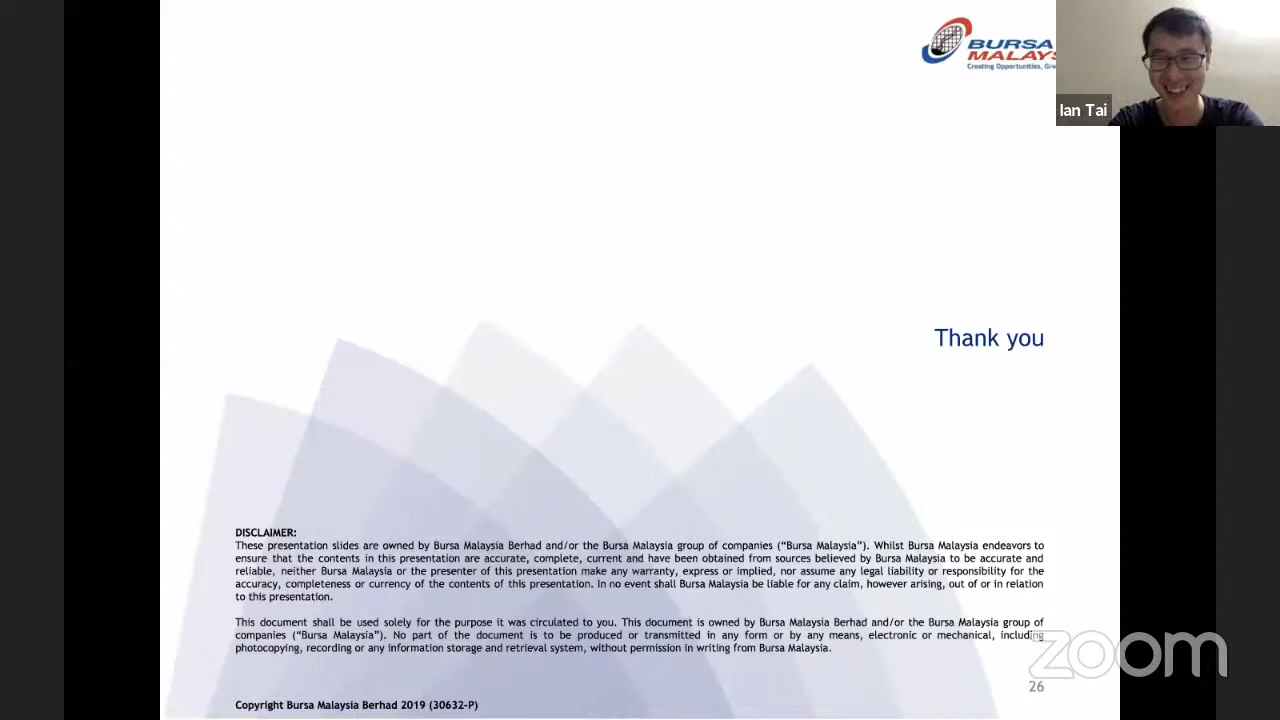 BURSA
MALAYS
Creating Opportunities, Gro
Ian Tai
Thank you
DISCLAIMER:
These presentation slides are owned by Bursa Malaysia Berhad and/or the Bursa Malaysia group of companies (“Bursa Malaysia”). Whilst Bursa Malaysia endeavors to
ensure that the contents in this presentation are accurate, complete, current and have been obtained from sources believed by Bursa Malaysia to be accurate and
reliable, neither Bursa Malaysia or the presenter of this presentation make any warranty, express or implied, nor assume any legal liability or responsibility for the
accuracy, completeness or currency of the contents of this presentation. In no event shall Bursa Malaysia be liable for any claim, however arising, out of or in relation
to this presentation.
This document shall be used solely for the purpose it was circulated to you. This document is owned by Bursa Malaysia Berhad and/or the Bursa Malaysia group of
companies (“Bursa Malaysia”). No part of the document is to be produced or transmitted in any form or by any means, electronic or mechanical, including
photocopying, recording or any information storage and retrieval system, without permission in writing from Bursa Malaysia.
zoom
26
Copyright Bursa Malaysia Berhad 2019 (30632-P)